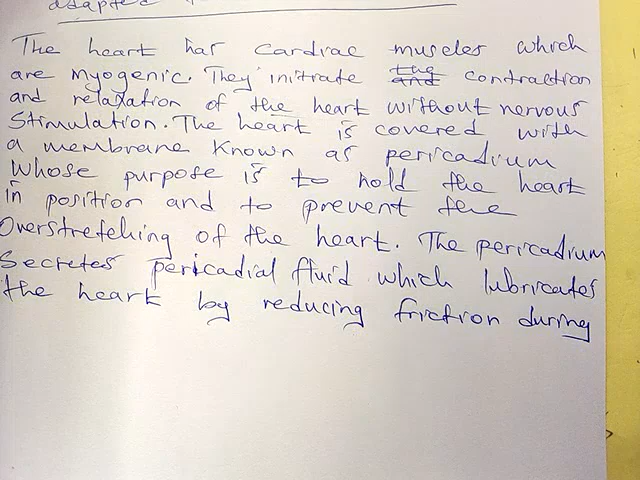 adapted
The heart has cardiac muscles which
are myogenic. They initrate the contraction
and relaxation of the heart without nervous
stimulation. The heart is covered with
a membrane known as pericadium
whose purpose is to hold the heart
in position and to prevent the
Overstretching of the heart. The pericadium
secretes pericadial fluid which lubricates
the heart by reducing friction during